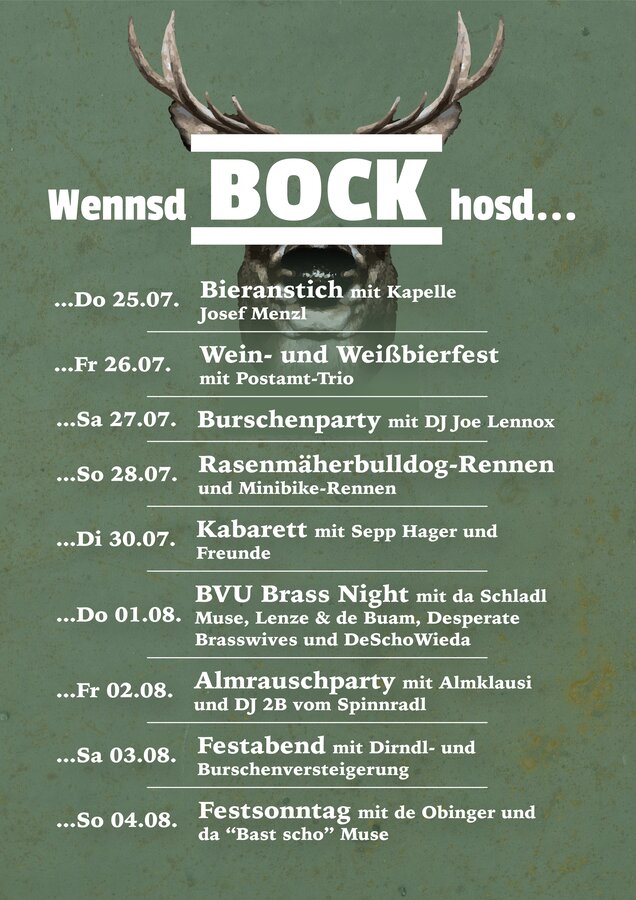 Wennsd BOCK hosd...
...Do 25.07. Bieranstich mit Kapelle
Josef Menzl
...Fr 26.07. Wein- und Weißbierfest
mit Postamt-Trio
...Sa 27.07. Burschenparty mit DJ Joe Lennox
...So 28.07. Rasenmäherbulldog-Rennen
und Minibike-Rennen
...Di 30.07. Kabarett mit Sepp Hager und
Freunde
...Do 01.08. BVU Brass Night mit da Schladl
Muse, Lenze & de Buam, Desperate
Brasswives und DeSchoWieda
...Fr 02.08. Almrauschparty mit Almklausi
und DJ 2B vom Spinnradl
...Sa 03.08. Festabend mit Dirndl- und
Burschenversteigerung
...So 04.08. Festsonntag mit de Obinger und
da “Bast scho” Muse